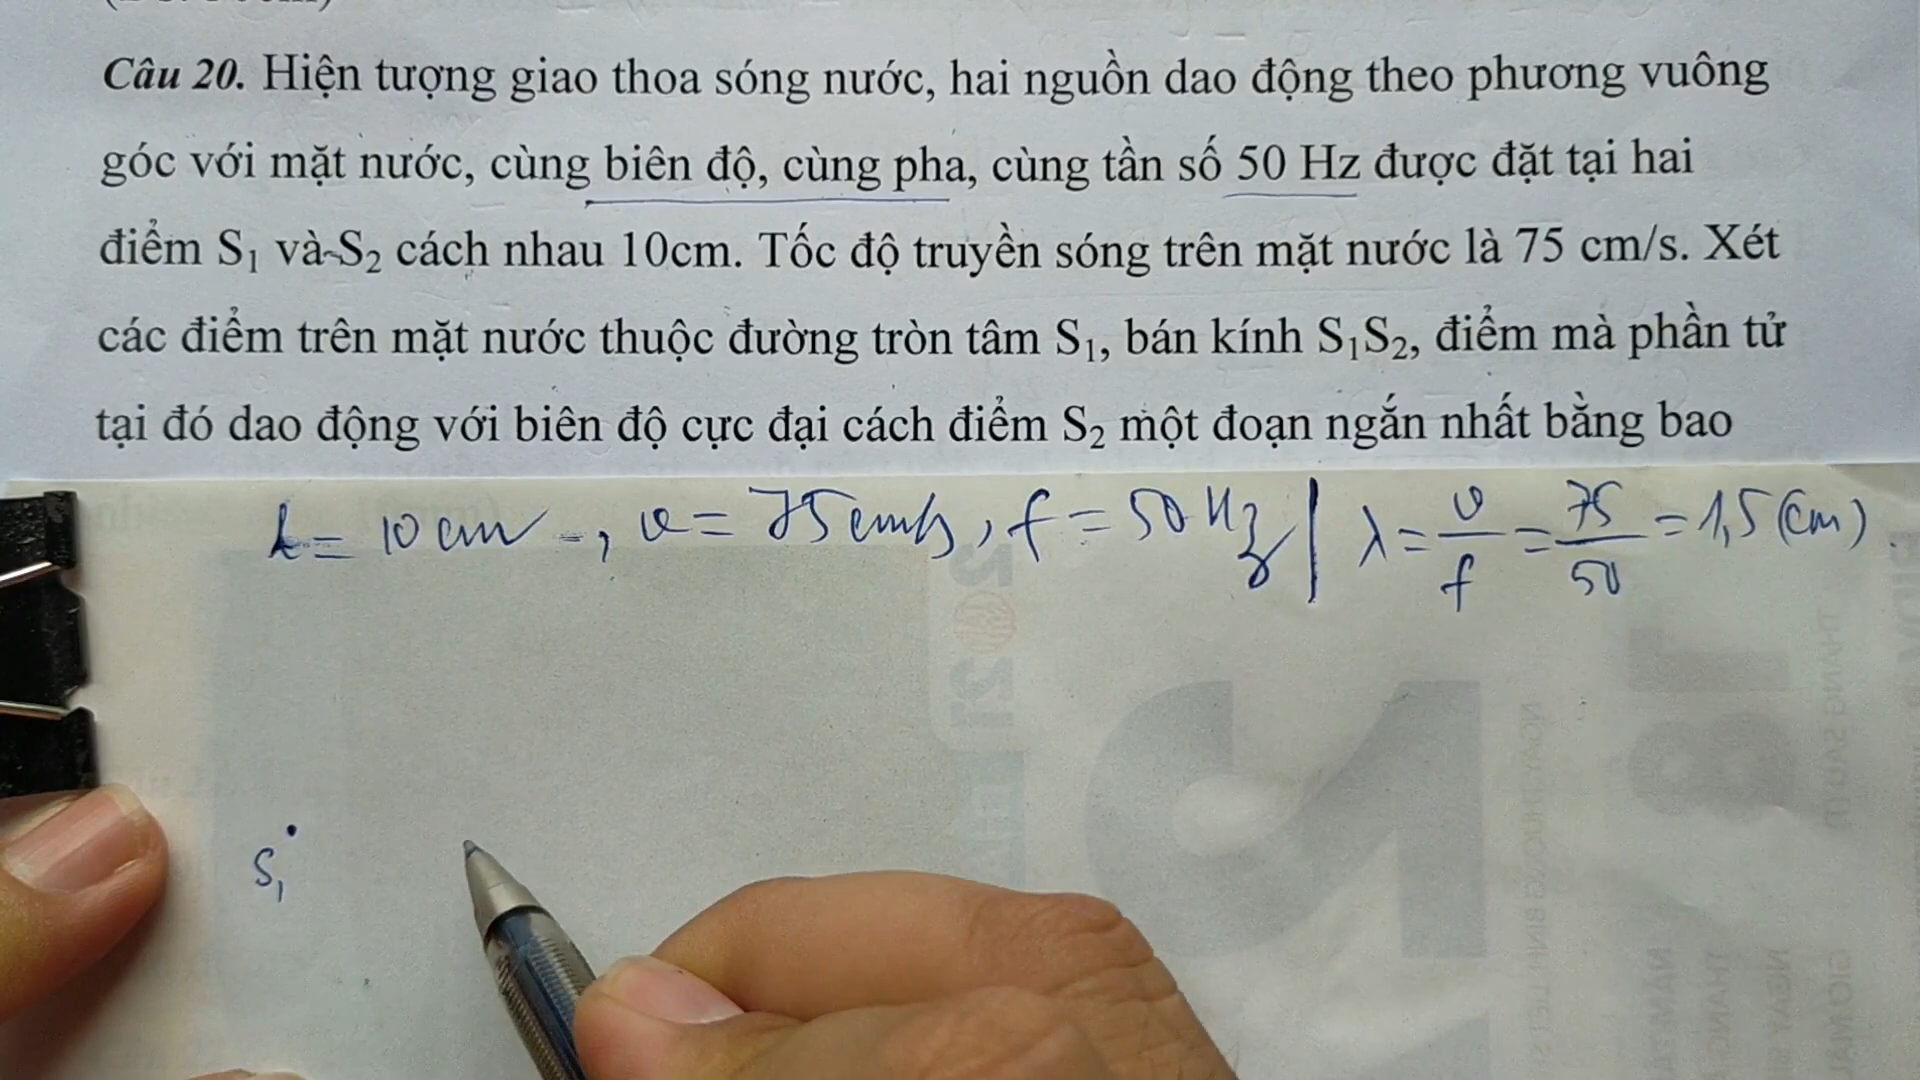 Câu 20. Hiện tượng giao thoa sóng nước, hai nguồn dao động theo phương vuông
góc với mặt nước, cùng biên độ, cùng pha, cùng tần số 50 Hz được đặt tại hai
điểm S₁ và S₂ cách nhau 10cm. Tốc độ truyền sóng trên mặt nước là 75 cm/s. Xét
các điểm trên mặt nước thuộc đường tròn tâm S₁, bán kính S₁S₂, điểm mà phần tử
tại đó dao động với biên độ cực đại cách điểm S₂ một đoạn ngắn nhất bằng bao
= 10 cm, v = 75 cm/s, f = 50 Hz | λ = v/f = 75/50 = 1,5 (cm)
S₁